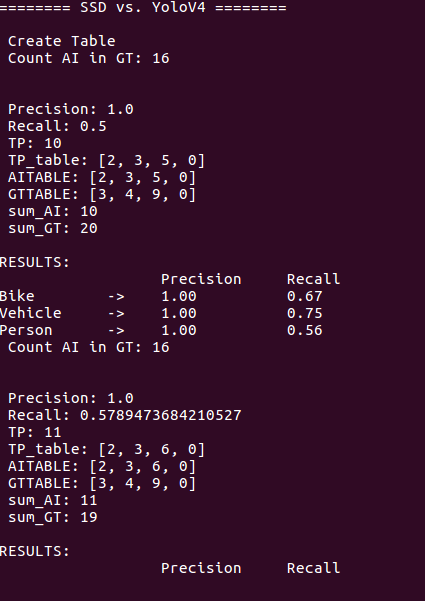 ======== SSD vs. YoloV4 ========
Create Table
Count AI in GT: 16
Precision: 1.0
Recall: 0.5
TP: 10
TP_table: [2, 3, 5, 0]
AITABLE: [2, 3, 5, 0]
GTTABLE: [3, 4, 9, 0]
sum_AI: 10
sum_GT: 20
RESULTS:
Precision Recall
Bike -> 1.00 0.67
Vehicle -> 1.00 0.75
Person -> 1.00 0.56
Count AI in GT: 16
Precision: 1.0
Recall: 0.5789473684210527
TP: 11
TP_table: [2, 3, 6, 0]
AITABLE: [2, 3, 6, 0]
GTTABLE: [3, 4, 9, 0]
sum_AI: 11
sum_GT: 19
RESULTS:
Precision Recall